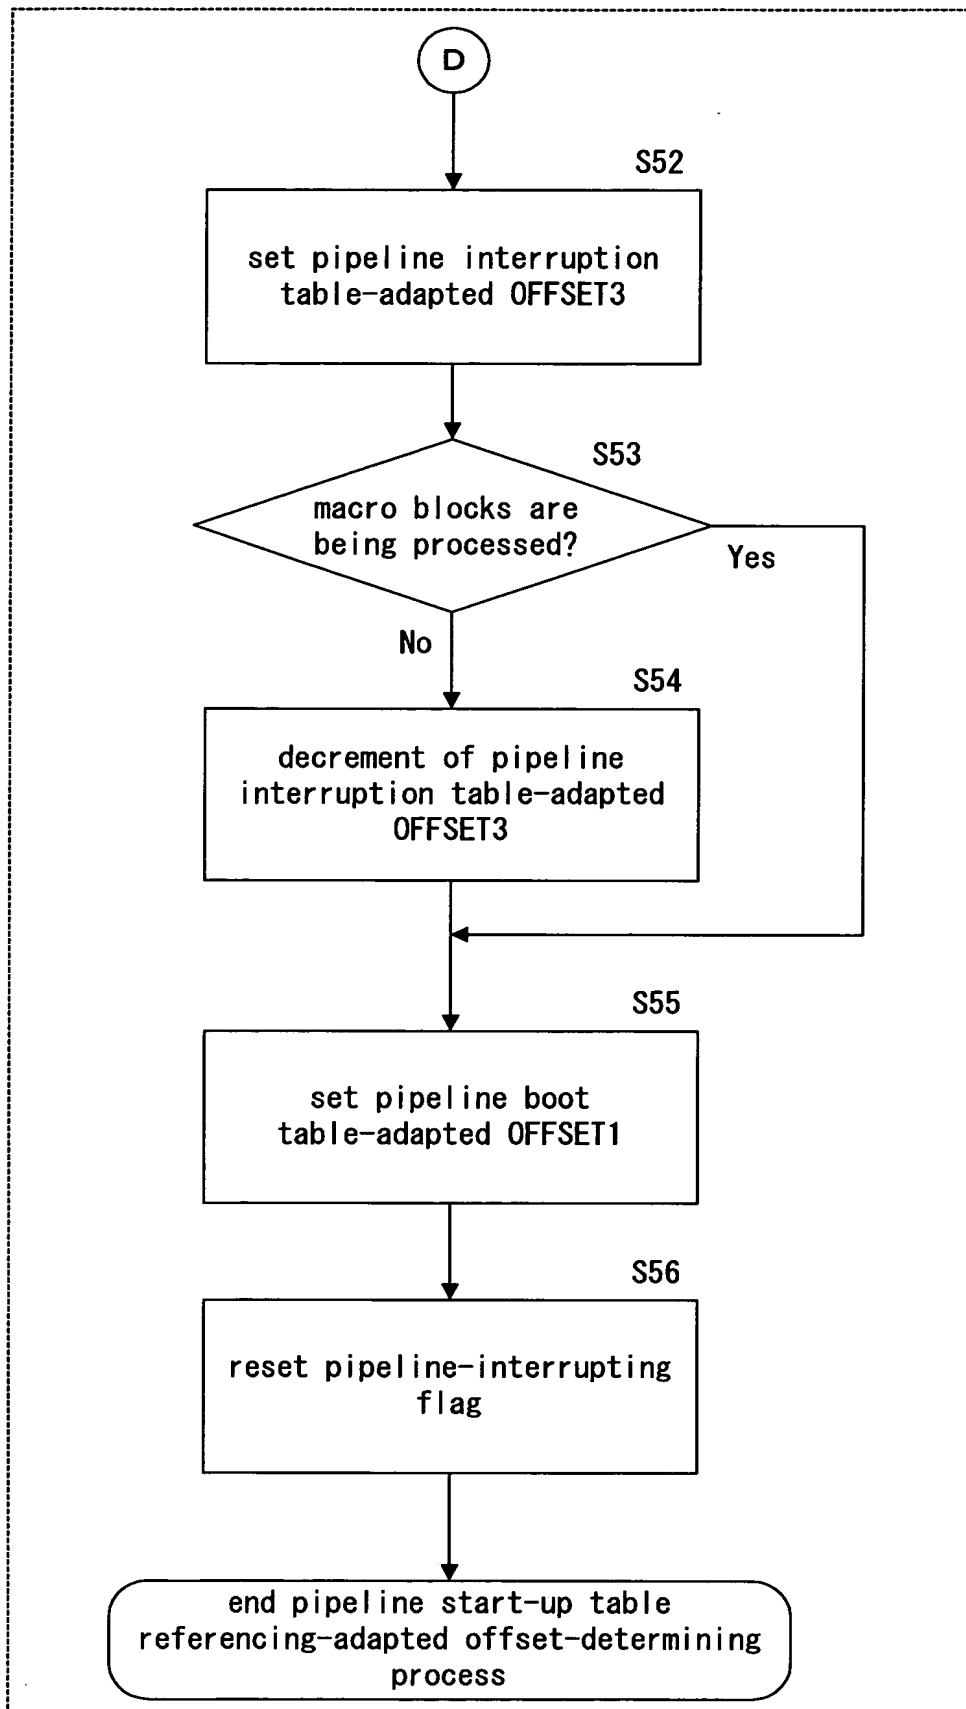 D
S52
set pipeline interruption
table-adapted OFFSET3
S53
macro blocks are
being processed?
Yes
No
S54
decrement of pipeline
interruption table-adapted
OFFSET3
S55
set pipeline boot
table-adapted OFFSET1
S56
reset pipeline-interrupting
flag
end pipeline start-up table
referencing-adapted offset-determining
process